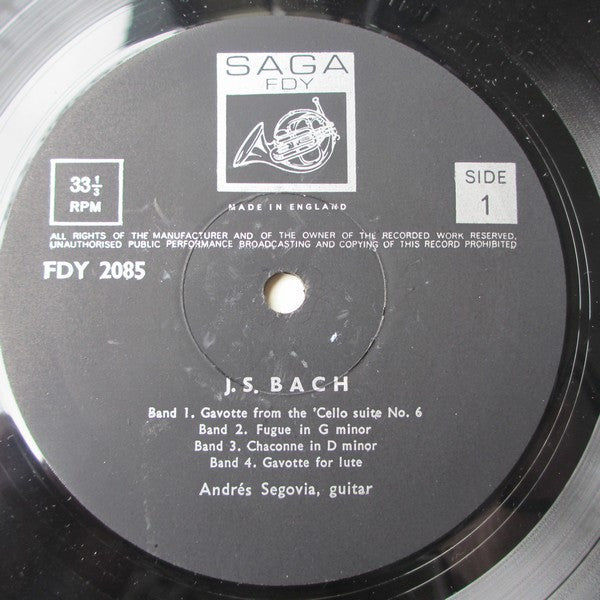 SAGA
FDY
33⅓
RPM
SIDE
1
MADE IN ENGLAND
ALL RIGHTS OF THE MANUFACTURER AND OF THE OWNER OF THE RECORDED WORK RESERVED.
UNAUTHORISED PUBLIC PERFORMANCE BROADCASTING AND COPYING OF THIS RECORD PROHIBITED
FDY 2085
J. S. BACH
Band 1. Gavotte from the 'Cello suite No. 6
Band 2. Fugue in G minor
Band 3. Chaconne in D minor
Band 4. Gavotte for lute
Andrés Segovia, guitar